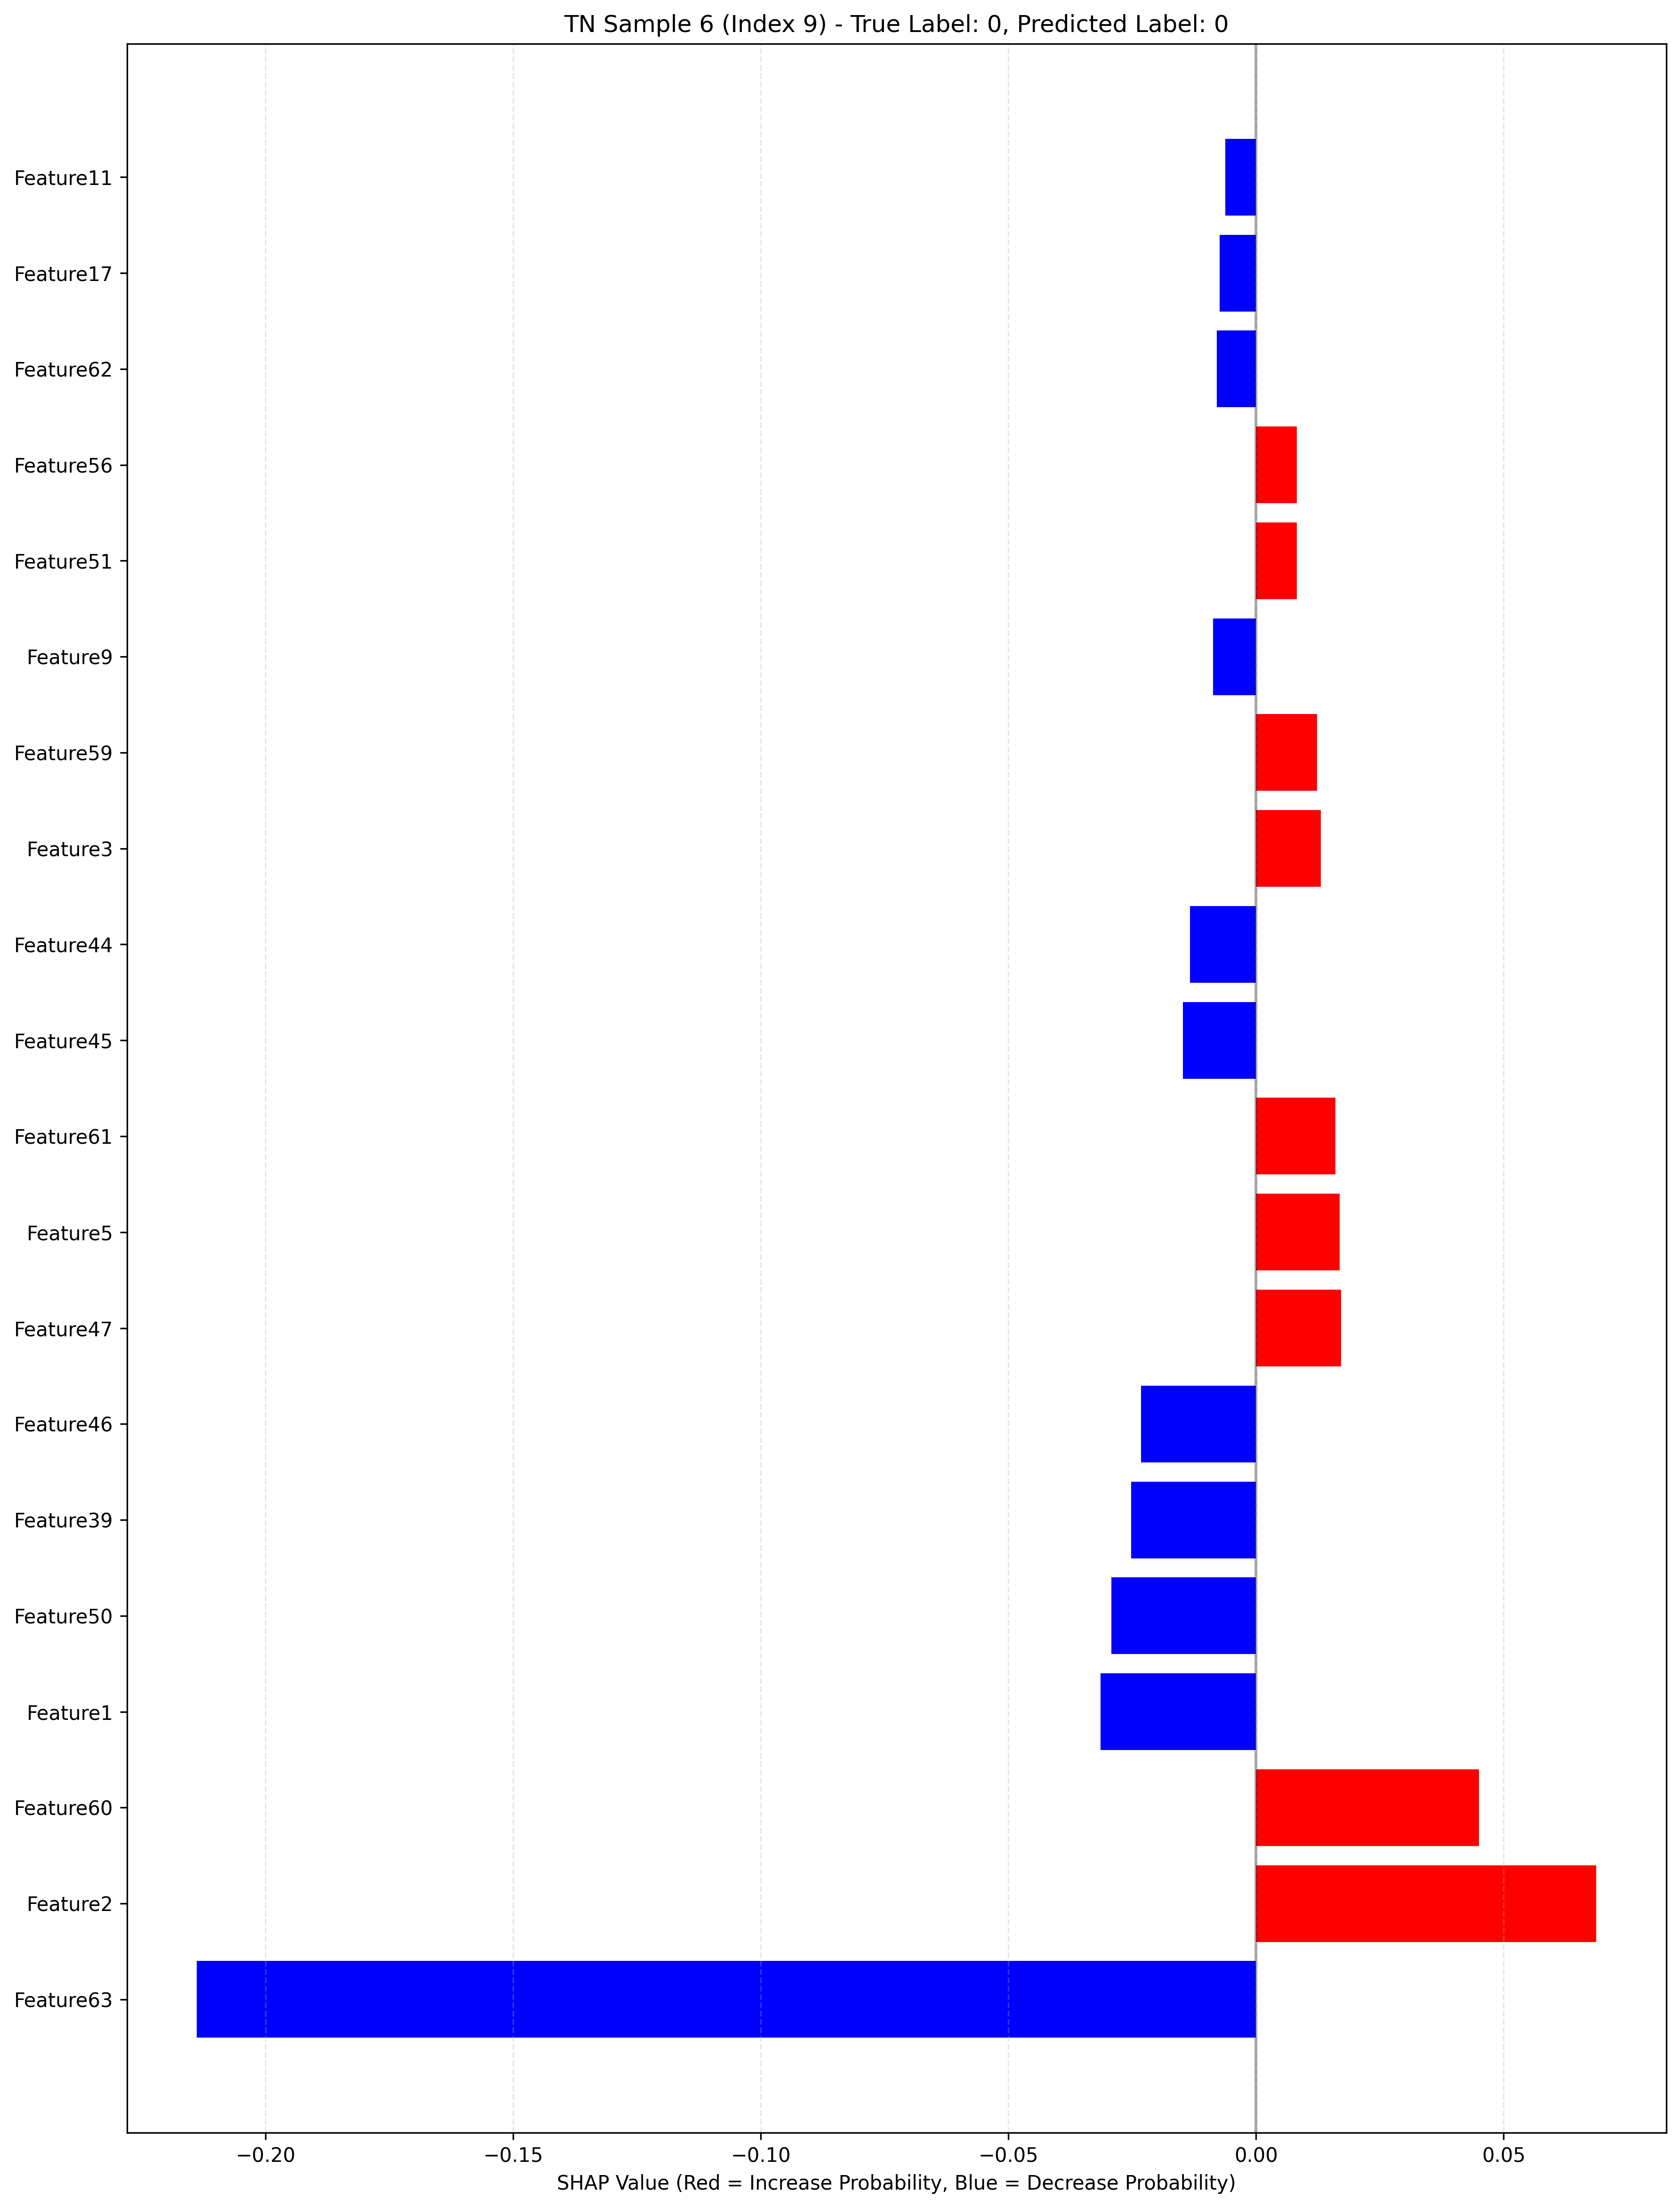 TN Sample 6 (Index 9) - True Label: 0, Predicted Label: 0
Feature11
Feature17
Feature62
Feature56
Feature51
Feature9
Feature59
Feature3
Feature44
Feature45
Feature61
Feature5
Feature47
Feature46
Feature39
Feature50
Feature1
Feature60
Feature2
Feature63
−0.20 −0.15 −0.10 −0.05 0.00 0.05
SHAP Value (Red = Increase Probability, Blue = Decrease Probability)